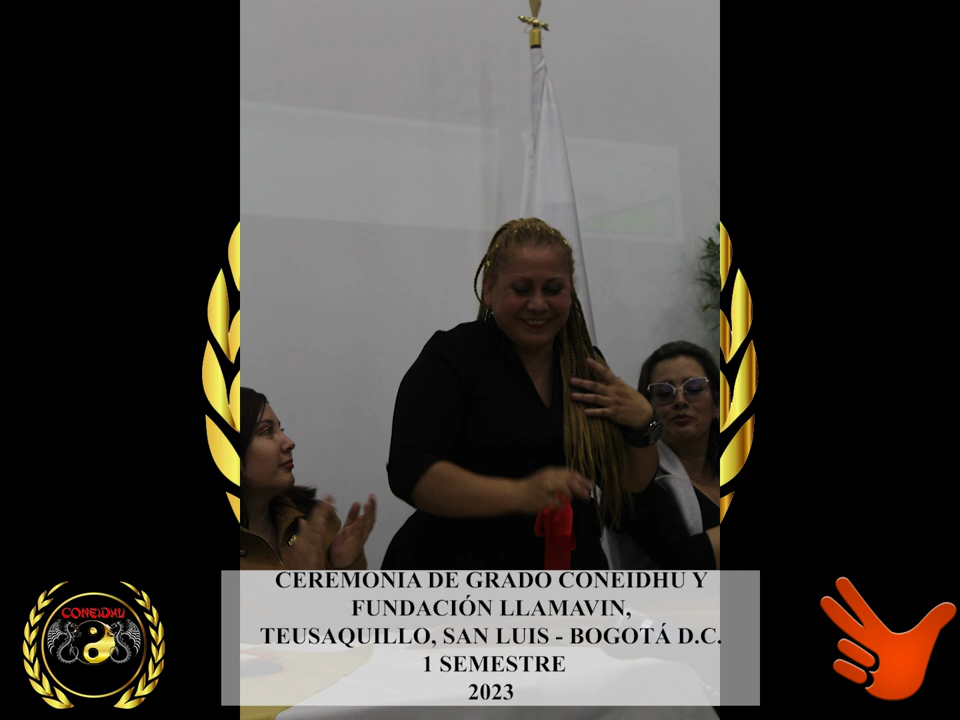 CEREMONIA DE GRADO CONEIDHU Y
FUNDACIÓN LLAMAVIN,
TEUSAQUILLO, SAN LUIS - BOGOTÁ D.C.
1 SEMESTRE
2023
CONEIDHU